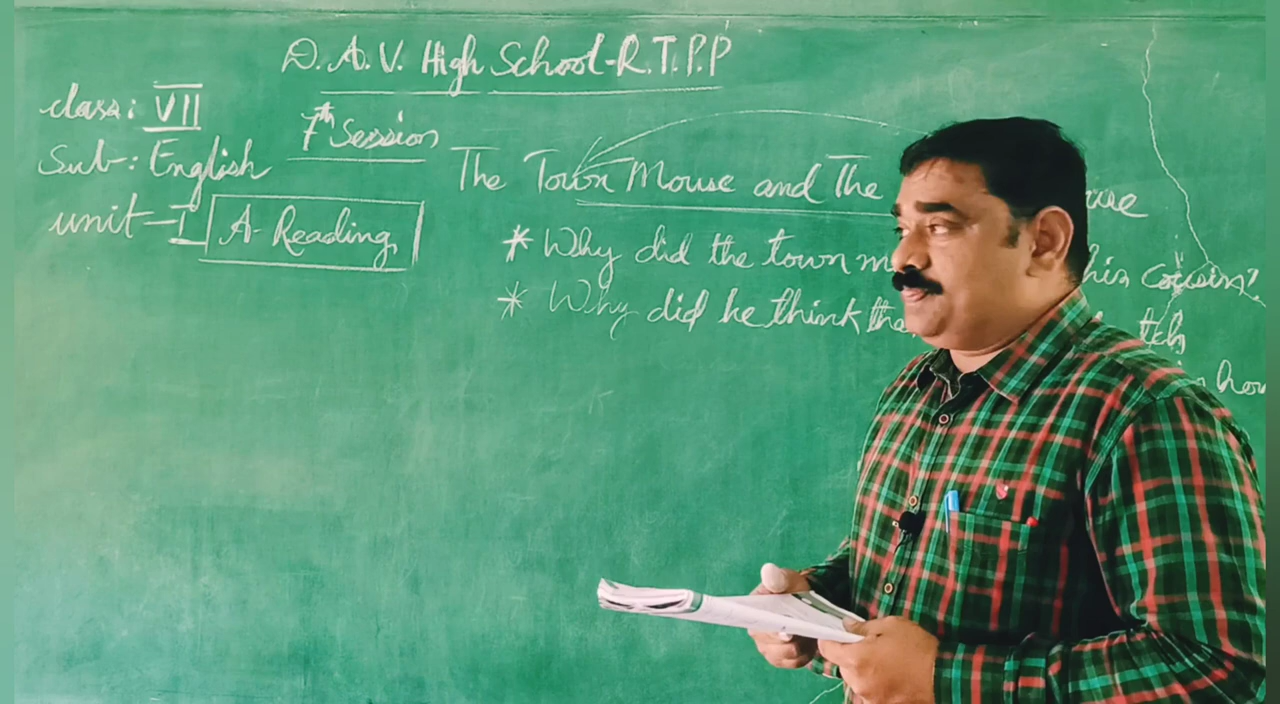 D. A. V. High School-R.T.P.P
class: VII
7th Session
Sub: English
The Town Mouse and The
unit-I A-Reading
* Why did the town his cousin?
* Why did he think